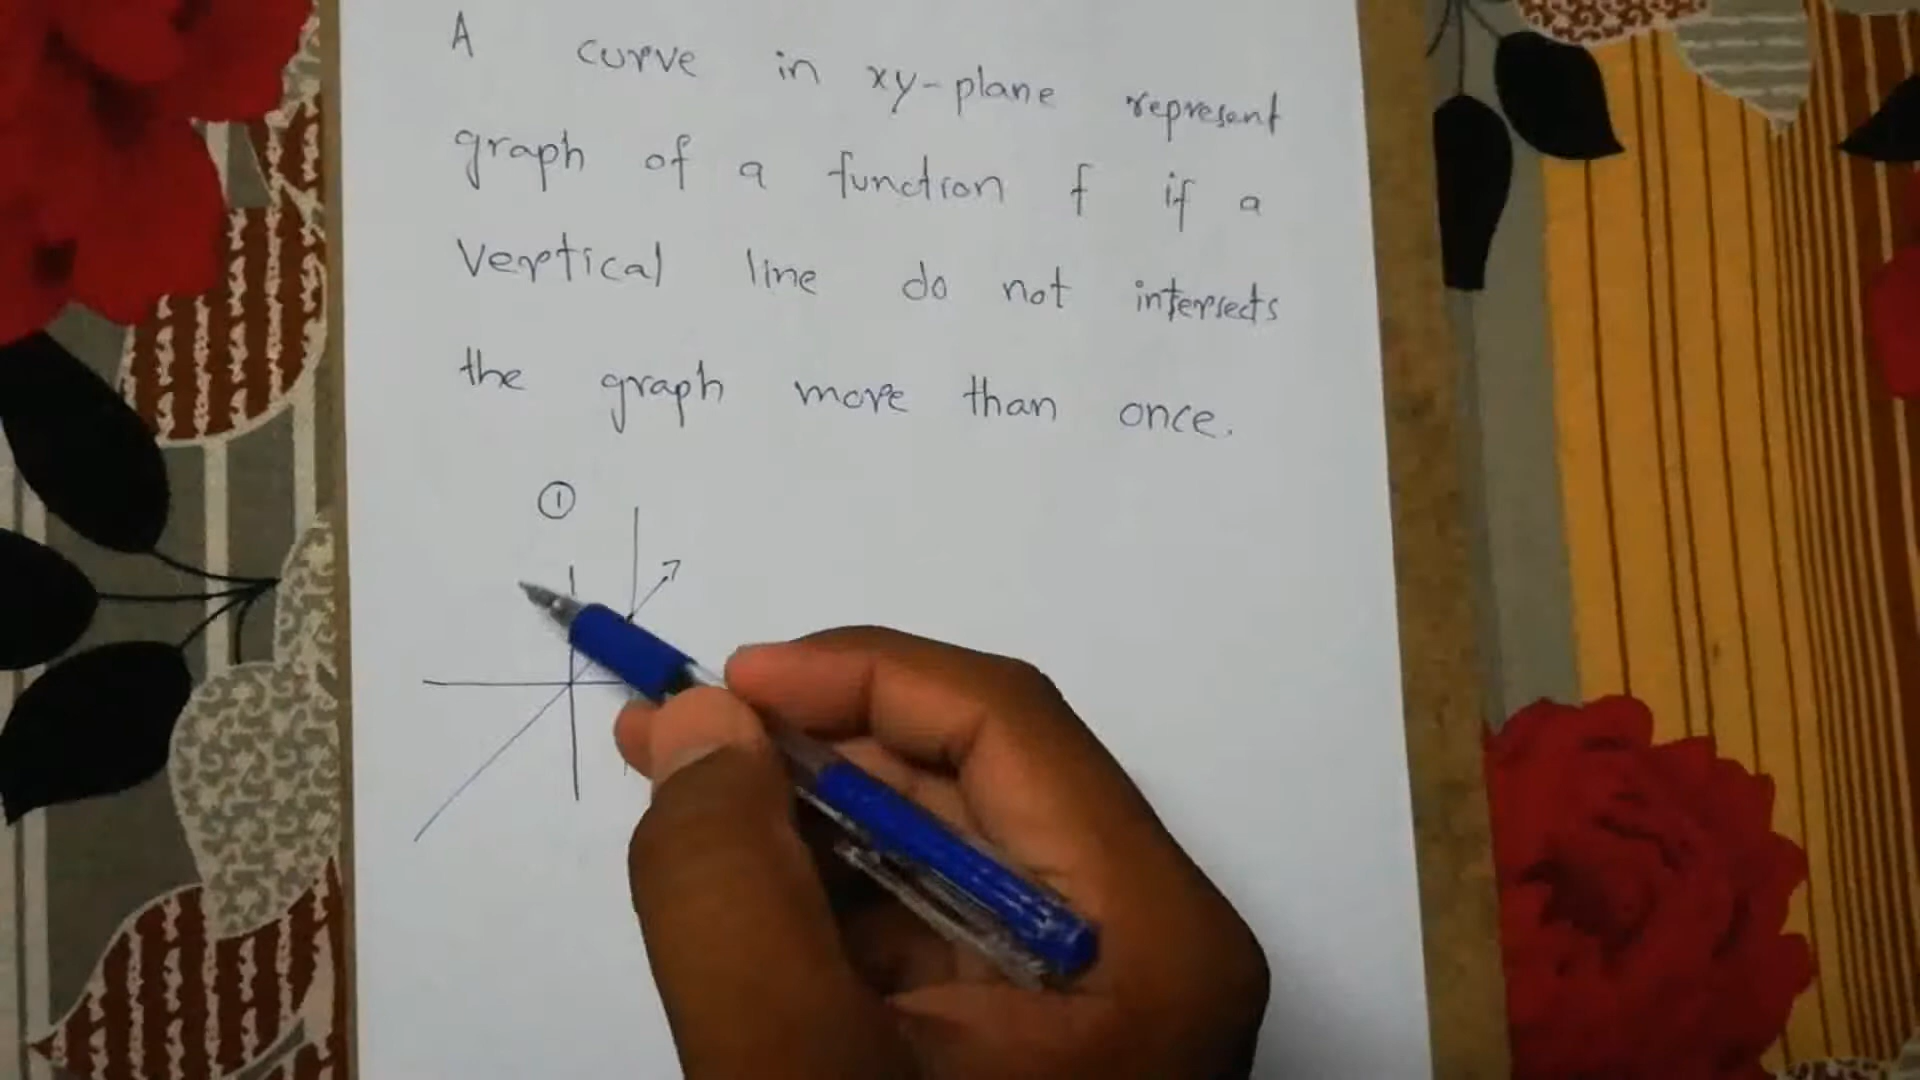 A curve in xy-plane represent
graph of a function f if a
vertical line do not intersects
the graph more than once.
①